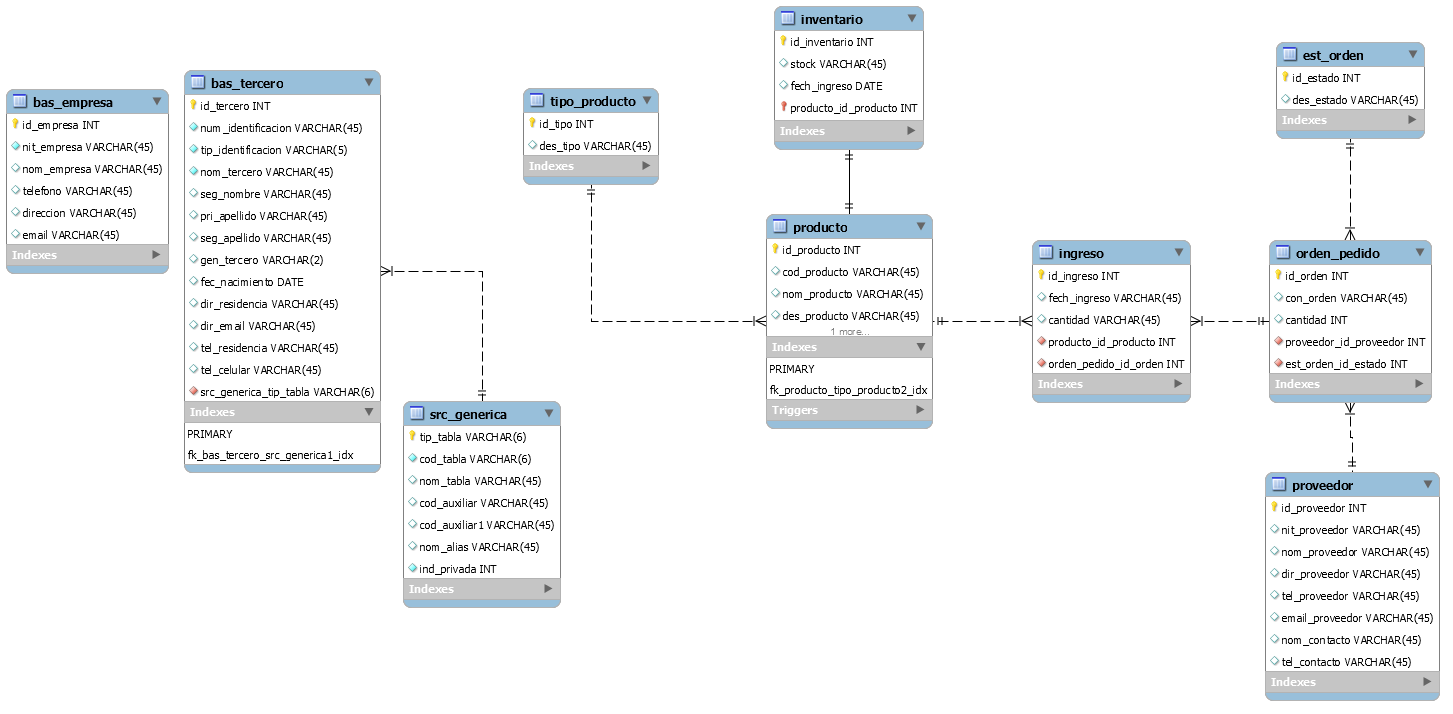 bas_empresa
id_empresa INT
nit_empresa VARCHAR(45)
nom_empresa VARCHAR(45)
telefono VARCHAR(45)
direccion VARCHAR(45)
email VARCHAR(45)
Indexes
bas_tercero
id_tercero INT
num_identificacion VARCHAR(45)
tip_identificacion VARCHAR(5)
nom_tercero VARCHAR(45)
seg_nombre VARCHAR(45)
pri_apellido VARCHAR(45)
seg_apellido VARCHAR(45)
gen_tercero VARCHAR(2)
fec_nacimiento DATE
dir_residencia VARCHAR(45)
dir_email VARCHAR(45)
tel_residencia VARCHAR(45)
tel_celular VARCHAR(45)
src_generica_tip_tabla VARCHAR(6)
Indexes
PRIMARY
fk_bas_tercero_src_generica1_idx
src_generica
tip_tabla VARCHAR(6)
cod_tabla VARCHAR(6)
nom_tabla VARCHAR(45)
cod_auxiliar VARCHAR(45)
cod_auxiliar1 VARCHAR(45)
nom_alias VARCHAR(45)
ind_privada INT
Indexes
tipo_producto
id_tipo INT
des_tipo VARCHAR(45)
Indexes
inventario
id_inventario INT
stock VARCHAR(45)
fech_ingreso DATE
producto_id_producto INT
Indexes
producto
id_producto INT
cod_producto VARCHAR(45)
nom_producto VARCHAR(45)
des_producto VARCHAR(45)
1 more...
Indexes
PRIMARY
fk_producto_tipo_producto2_idx
Triggers
ingreso
id_ingreso INT
fech_ingreso VARCHAR(45)
cantidad VARCHAR(45)
producto_id_producto INT
orden_pedido_id_orden INT
Indexes
est_orden
id_estado INT
des_estado VARCHAR(45)
Indexes
orden_pedido
id_orden INT
con_orden VARCHAR(45)
cantidad INT
proveedor_id_proveedor INT
est_orden_id_estado INT
Indexes
proveedor
id_proveedor INT
nit_proveedor VARCHAR(45)
nom_proveedor VARCHAR(45)
dir_proveedor VARCHAR(45)
tel_proveedor VARCHAR(45)
email_proveedor VARCHAR(45)
nom_contacto VARCHAR(45)
tel_contacto VARCHAR(45)
Indexes